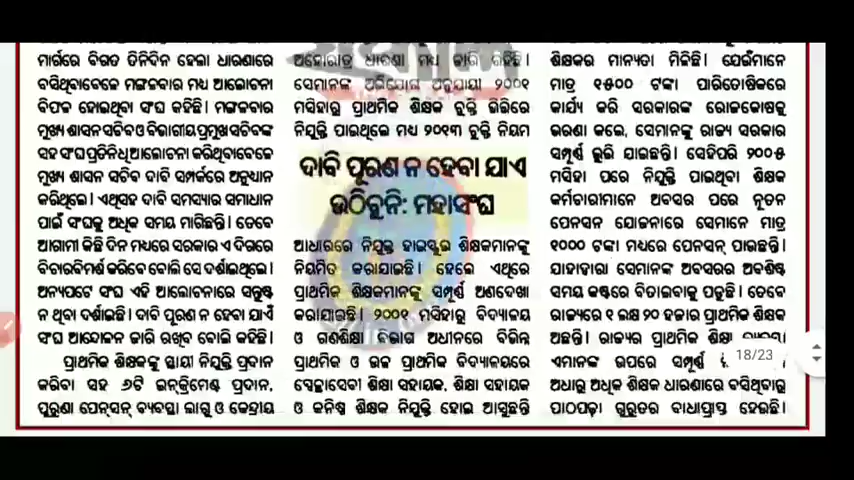 ମାର୍ଗରେ ବିଗତ ତିନିଦିନ ହେଲା ଧାରଣାରେ
ବସିଥିବାବେଳେ ମଙ୍ଗଳବାର ମଧ୍ୟ ଆଲୋଚନା
ବିଫଳ ହୋଇଥିବା ସଂଘ କହିଛି। ମଙ୍ଗଳବାର
ମୁଖ୍ୟ ଶାସନ ସଚିବ ଓ ବିଭାଗୀୟ ପ୍ରମୁଖ ସଚିବଙ୍କ
ସହ ସଂଘ ପ୍ରତିନିଧି ଆଲୋଚନା କରିଥିବାବେଳେ
ମୁଖ୍ୟ ଶାସନ ସଚିବ ଦାବି ସମ୍ପର୍କରେ ଅନୁଧ୍ୟାନ
କରିଥିଲେ। ଏଥିସହ ଦାବି ସମସ୍ୟାର ସମାଧାନ
ପାଇଁ ସଂଘକୁ ଅଧିକ ସମୟ ମାଗିଛନ୍ତି। ତେବେ
ଆଗାମୀ କିଛି ଦିନ ମଧ୍ୟରେ ସରକାର ଏ ଦିଗରେ
ବିଚାରବିମର୍ଶ କରିବେ ବୋଲି ସେ ଦର୍ଶାଇଥିଲେ।
ଅନ୍ୟପଟେ ସଂଘ ଏହି ଆଲୋଚନାରେ ସନ୍ତୁଷ୍ଟ
ନ ଥିବା ଦର୍ଶାଇଛି। ଦାବି ପୂରଣ ନ ହେବା ଯାଏଁ
ସଂଘ ଆନ୍ଦୋଳନ ଜାରି ରଖିବ ବୋଲି କହିଛି।
ପ୍ରାଥମିକ ଶିକ୍ଷକଙ୍କୁ ସ୍ଥାୟୀ ନିଯୁକ୍ତି ପ୍ରଦାନ
କରିବା ସହ ୬ଟି ଇନ୍‌କ୍ରିମେଣ୍ଟ ପ୍ରଦାନ,
ପୁରୁଣା ପେନ୍‌ସନ୍ ବ୍ୟବସ୍ଥା ଲାଗୁ ଓ କେନ୍ଦ୍ରୀୟ
ଅହୋରାତ୍ର ଧାରଣା ମଧ୍ୟ ଜାରି ରହିଛି।
ସେମାନଙ୍କ ଅଭିଯୋଗ ଅନୁଯାୟୀ ୨୦୦୧
ମସିହାରୁ ପ୍ରାଥମିକ ଶିକ୍ଷକ ଚୁକ୍ତି ଭିତ୍ତିରେ
ନିଯୁକ୍ତି ପାଇଥିଲେ ମଧ୍ୟ ୨୦୧୩ ଚୁକ୍ତି ନିୟମ
ଦାବି ପୂରଣ ନ ହେବା ଯାଏ
ଉଠିବୁନି: ମହାସଂଘ
ଆଧାରରେ ନିଯୁକ୍ତ ହାଇସ୍କୁଲ ଶିକ୍ଷକମାନଙ୍କୁ
ନିୟମିତ କରାଯାଇଛି। ହେଲେ ଏଥିରେ
ପ୍ରାଥମିକ ଶିକ୍ଷକମାନଙ୍କୁ ସମ୍ପୂର୍ଣ୍ଣ ଅଣଦେଖା
କରାଯାଇଛି। ୨୦୦୧ ମସିହାରୁ ବିଦ୍ୟାଳୟ
ଓ ଗଣଶିକ୍ଷା ବିଭାଗ ଅଧୀନରେ ବିଭିନ୍ନ
ପ୍ରାଥମିକ ଓ ଉଚ୍ଚ ପ୍ରାଥମିକ ବିଦ୍ୟାଳୟରେ
ସ୍ବେଚ୍ଛାସେବୀ ଶିକ୍ଷା ସହାୟକ, ଶିକ୍ଷା ସହାୟକ
ଓ କନିଷ୍ଠ ଶିକ୍ଷକ ନିଯୁକ୍ତି ହୋଇ ଆସୁଛନ୍ତି
ଶିକ୍ଷକର ମାନ୍ୟତା ମିଳିଛି। ଯେଉଁମାନେ
ମାତ୍ର ୧୫୦୦ ଟଙ୍କା ପାରିତୋଷିକରେ
କାର୍ଯ୍ୟ କରି ସରକାରଙ୍କ ରୋଜକୋଷକୁ
ଭରଣା କଲେ, ସେମାନଙ୍କୁ ରାଜ୍ୟ ସରକାର
ସମ୍ପୂର୍ଣ୍ଣ ଭୁଲି ଯାଇଛନ୍ତି। ସେହିପରି ୨୦୦୫
ମସିହା ପରେ ନିଯୁକ୍ତି ପାଇଥିବା ଶିକ୍ଷକ
କର୍ମଚାରୀମାନେ ଅବସର ପରେ ନୂତନ
ପେନସନ ଯୋଜନାରେ ସେମାନେ ମାତ୍ର
୧୦୦୦ ଟଙ୍କା ମଧ୍ୟରେ ପେନସନ୍ ପାଉଛନ୍ତି।
ଯାହାଦ୍ୱାରା ସେମାନଙ୍କ ଅବସରର ଅବଶିଷ୍ଟ
ସମୟ କଷ୍ଟରେ ବିତାଇବାକୁ ପଡୁଛି। ତେବେ
ରାଜ୍ୟରେ ୧ ଲକ୍ଷ ୨୦ ହଜାର ପ୍ରାଥମିକ ଶିକ୍ଷକ
ଅଛନ୍ତି। ରାଜ୍ୟର ପ୍ରାଥମିକ ଶିକ୍ଷା
ଏମାନଙ୍କ ଉପରେ ସମ୍ପୂର୍ଣ୍ଣ
18/23
ଅଧାରୁ ଅଧିକ ଶିକ୍ଷକ ଧାରଣାରେ ବସିଥିବାରୁ
ପାଠପଢ଼ା ଗୁରୁତର ବାଧାପ୍ରାପ୍ତ ହେଉଛି।